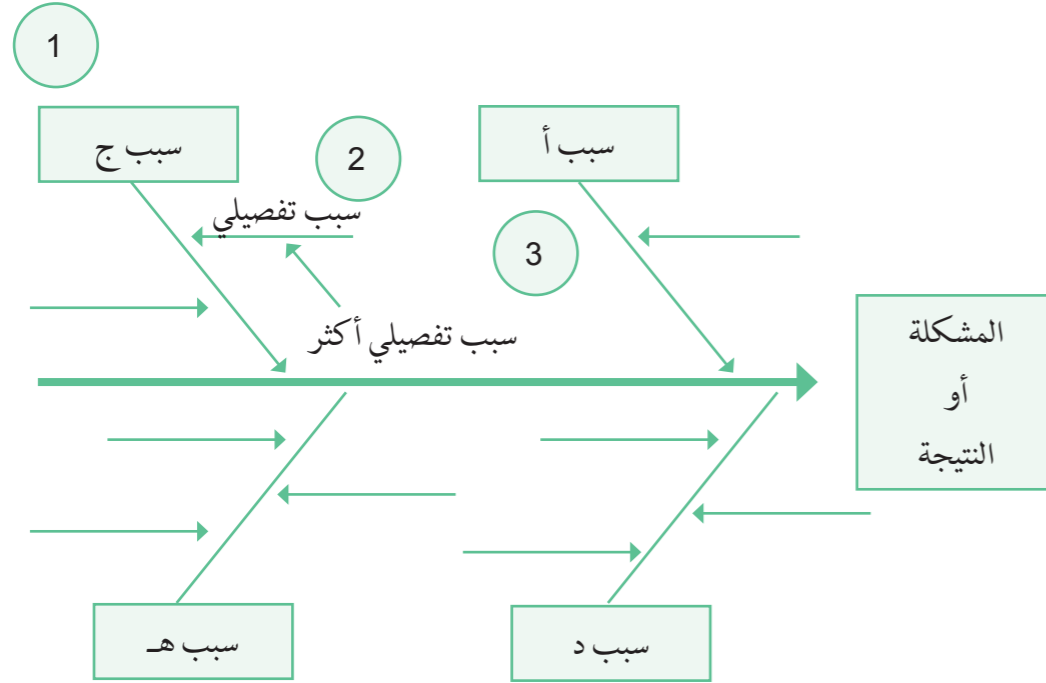 1
سبب أ
سبب ج
2
سبب تفصيلي
3
سبب تفصيلي أكثر
المشكلة
أو
النتيجة
سبب د
سبب هـ